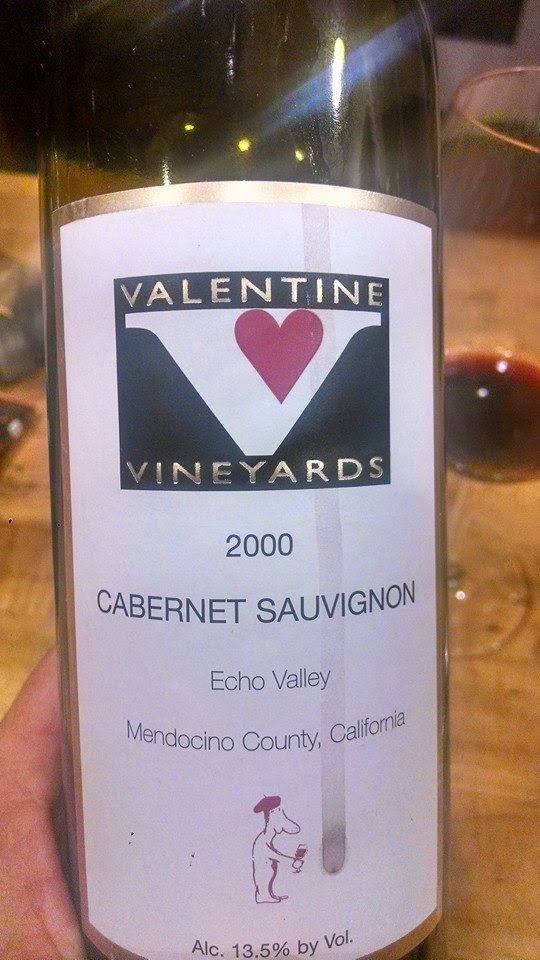 VALENTINE
VINEYARDS
2000
CABERNET SAUVIGNON
Echo Valley
Mendocino County, California
Alc. 13.5% by Vol.